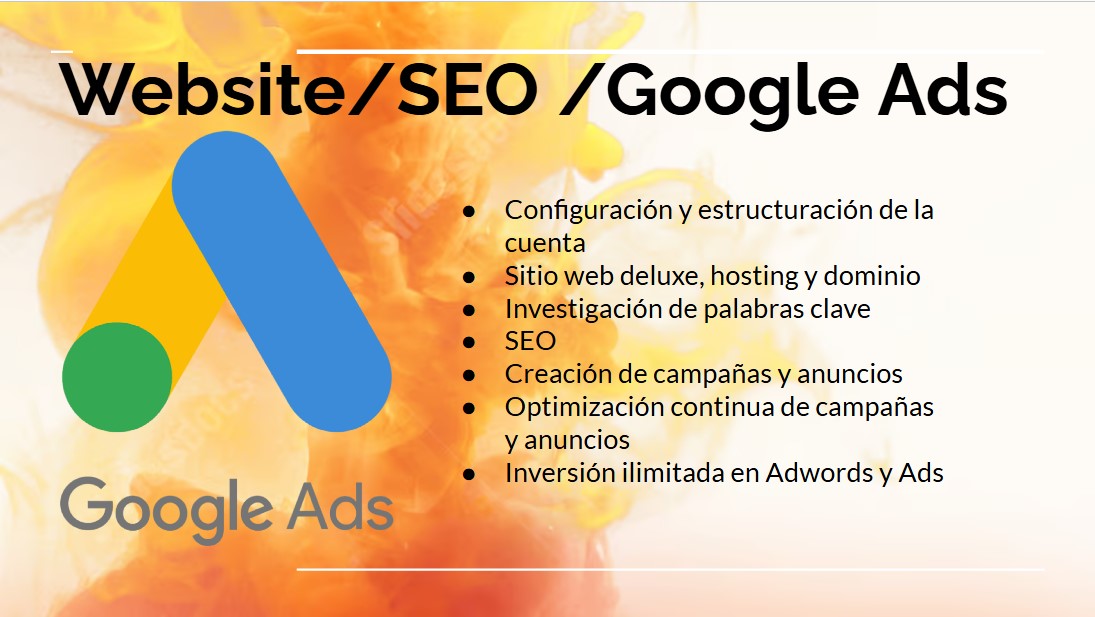 Website/SEO /Google Ads
● Configuración y estructuración de la
cuenta
● Sitio web deluxe, hosting y dominio
● Investigación de palabras clave
● SEO
● Creación de campañas y anuncios
● Optimización continua de campañas
y anuncios
● Inversión ilimitada en Adwords y Ads
Google Ads